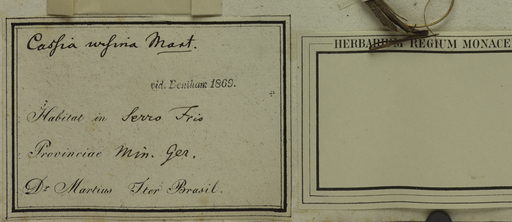 Cassia ursina Mart.
vid. Bentham 1869.
Habitat in Serro Frio
Provinciae Min. Ger.
Dr Martius Iter Brasil.
HERBARIUM REGIUM MONACE